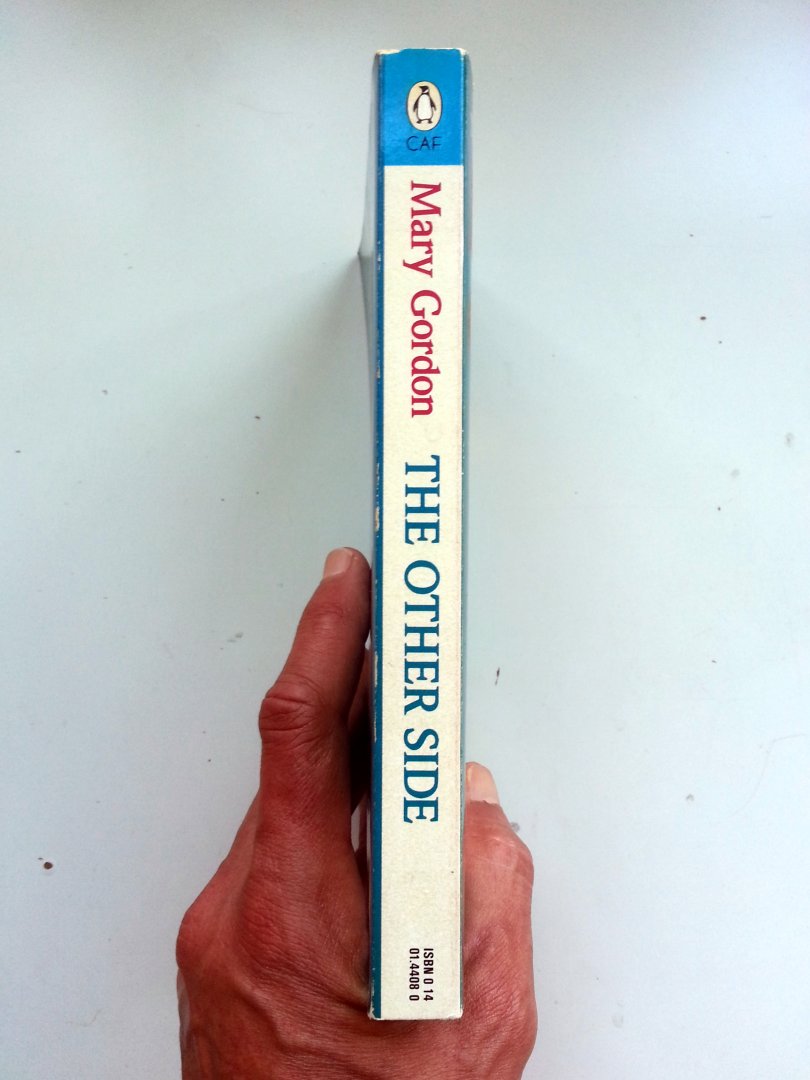 CAF
Mary Gordon THE OTHER SIDE
ISBN 0 14
01.4408 0